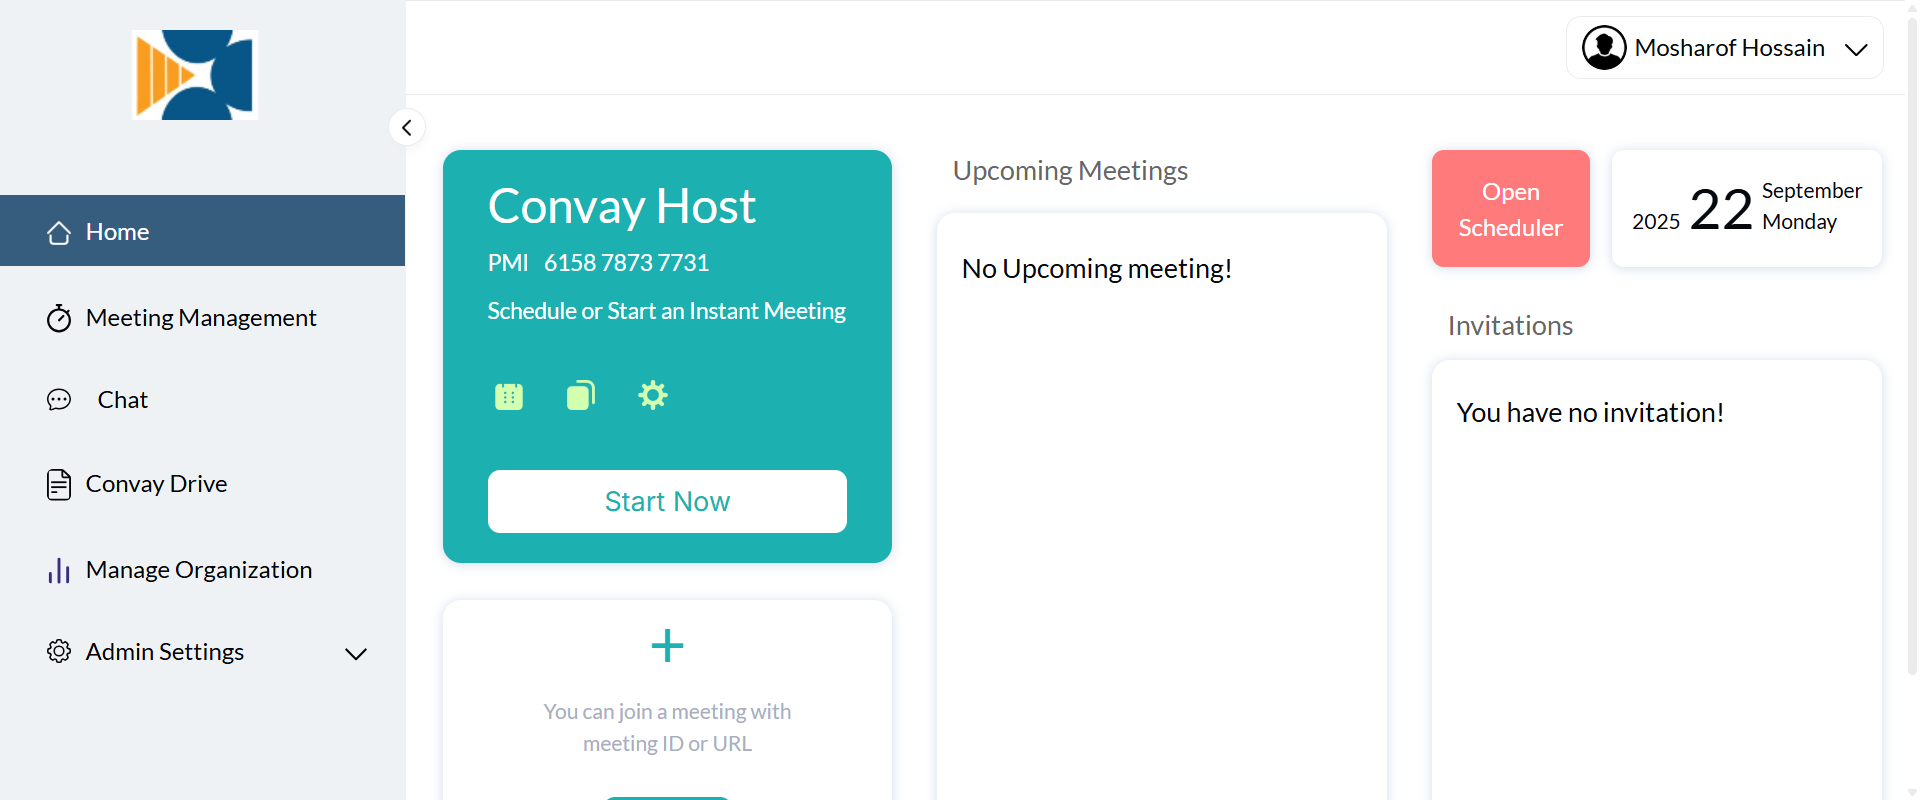 Mosharof Hossain
Home
Meeting Management
Chat
Convay Drive
Manage Organization
Admin Settings
Convay Host
PMI 6158 7873 7731
Schedule or Start an Instant Meeting
Start Now
You can join a meeting with
meeting ID or URL
Upcoming Meetings
No Upcoming meeting!
Open
Scheduler
2025 22 September
Monday
Invitations
You have no invitation!